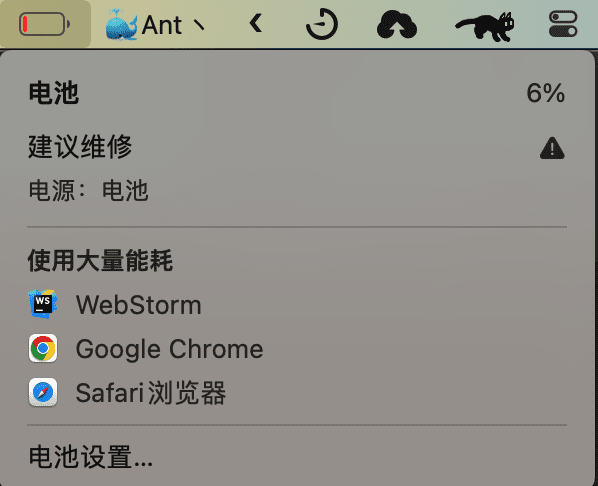 Ant
电池 6%
建议维修
电源：电池
使用大量能耗
WS WebStorm
Google Chrome
Safari浏览器
电池设置...